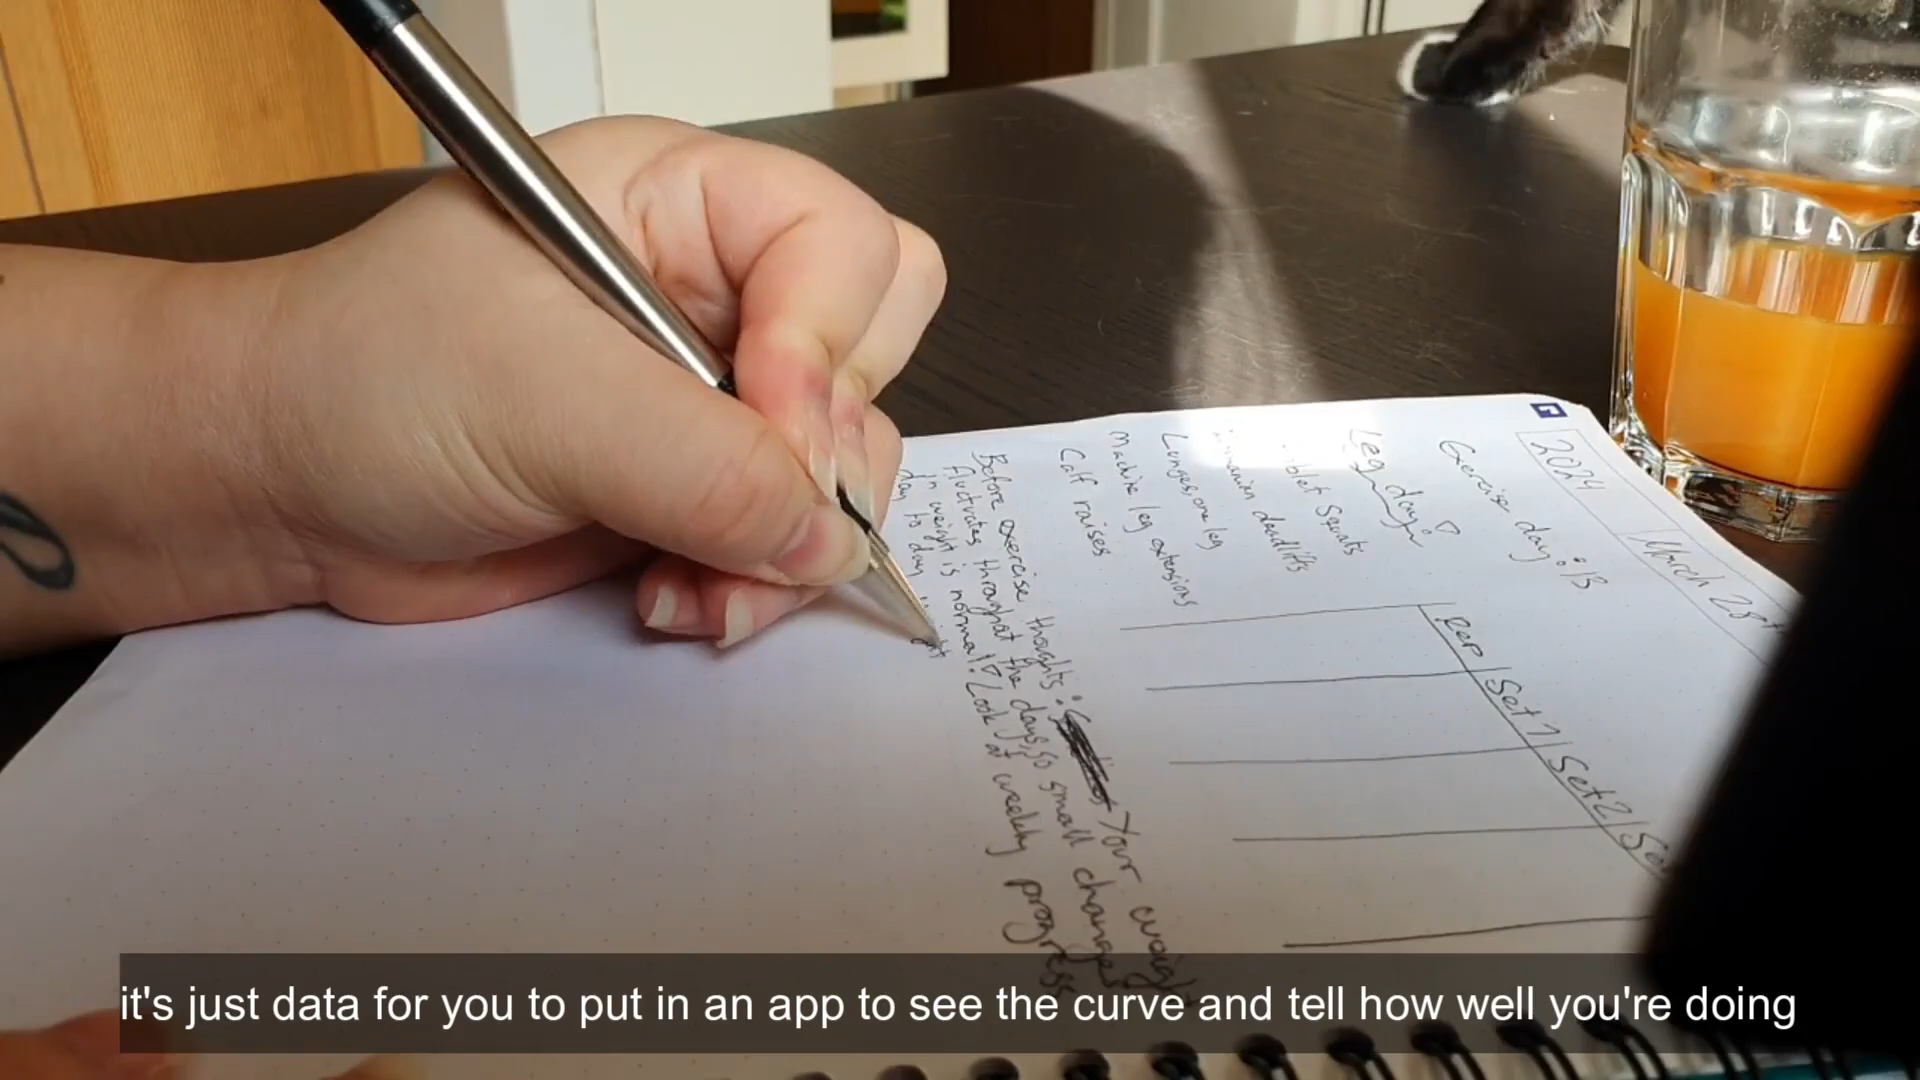 2024 March 28
Exercise day: 13
Leg day!
Rep Set 1 Set 2 Se
Squats
deadlifts
Lunges, one leg
Machine leg extensions
Calf raises
Before exercise thoughts: Your weight
fluctuates throughout the days, so small changes
in weight is normal! Look at weekly progress
day to day
it's just data for you to put in an app to see the curve and tell how well you're doing